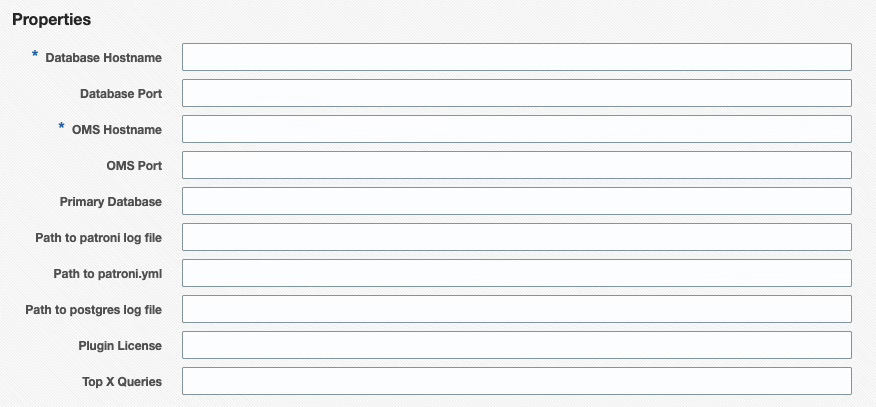 Properties
* Database Hostname
Database Port
* OMS Hostname
OMS Port
Primary Database
Path to patroni log file
Path to patroni.yml
Path to postgres log file
Plugin License
Top X Queries